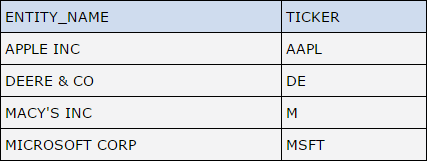 ENTITY_NAME TICKER
APPLE INC AAPL
DEERE & CO DE
MACY'S INC M
MICROSOFT CORP MSFT